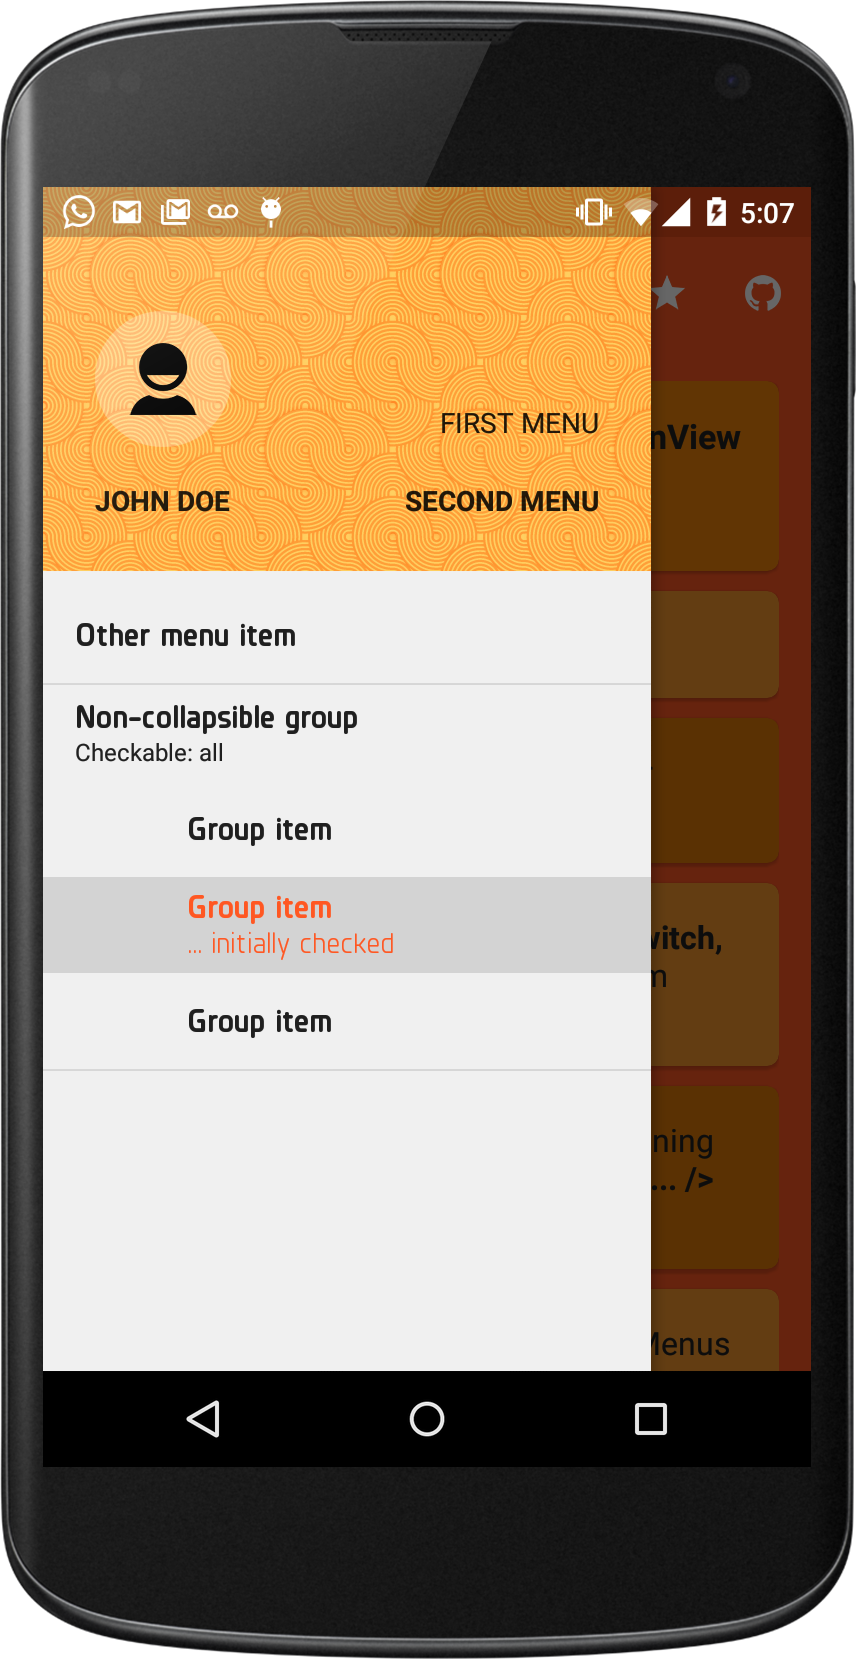 5:07
FIRST MENU
JOHN DOE
SECOND MENU
Other menu item
Non-collapsible group
Checkable: all
Group item
Group item
... initially checked
Group item
nView
witch,
m
ning
... />
Menus